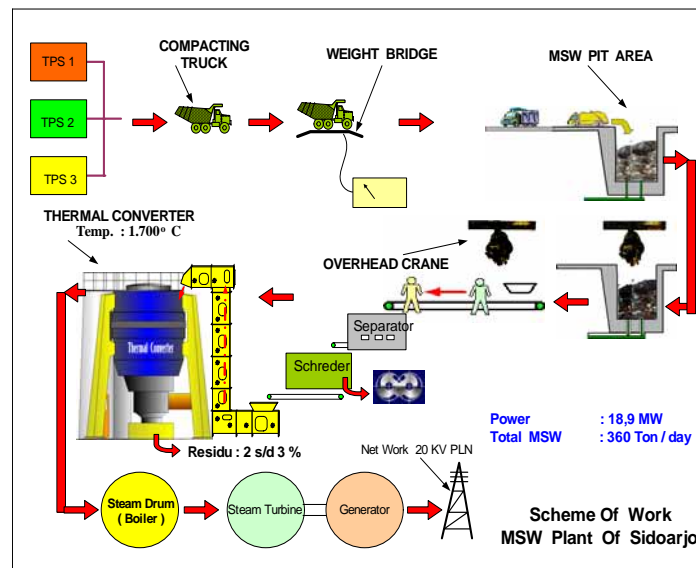 TPS 1
TPS 2
TPS 3
COMPACTING
TRUCK
WEIGHT BRIDGE
MSW PIT AREA
THERMAL CONVERTER
Temp. : 1.700º C
OVERHEAD CRANE
Separator
Schreder
Thermal Converter
Residu : 2 s/d 3 %
Power : 18,9 MW
Total MSW : 360 Ton / day
Net Work 20 KV PLN
Steam Drum
( Boiler )
Steam Turbine
Generator
Scheme Of Work
MSW Plant Of Sidoarjo